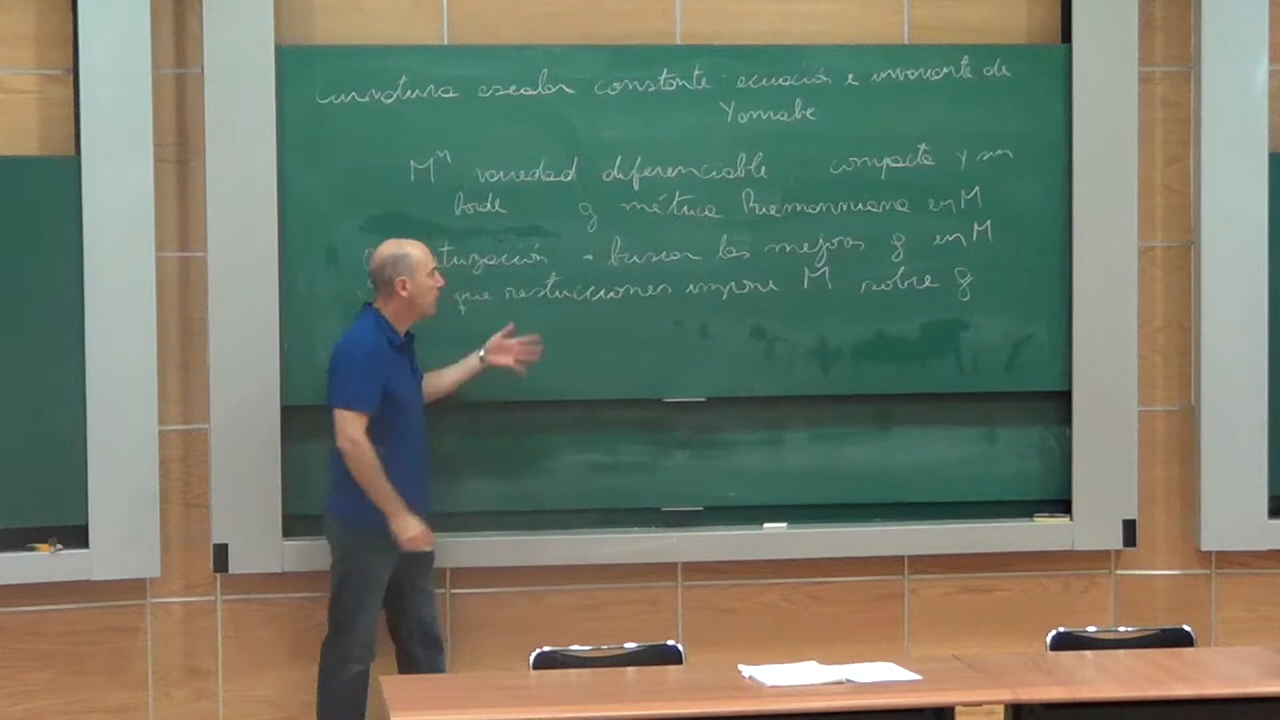 curvatura escalar constante: ecuación e invariante de
Yamabe
Mⁿ variedad diferenciable compacta y sin
borde g métrica Riemanniana en M
- buscar las mejores g en M
que restricciones impone M sobre g